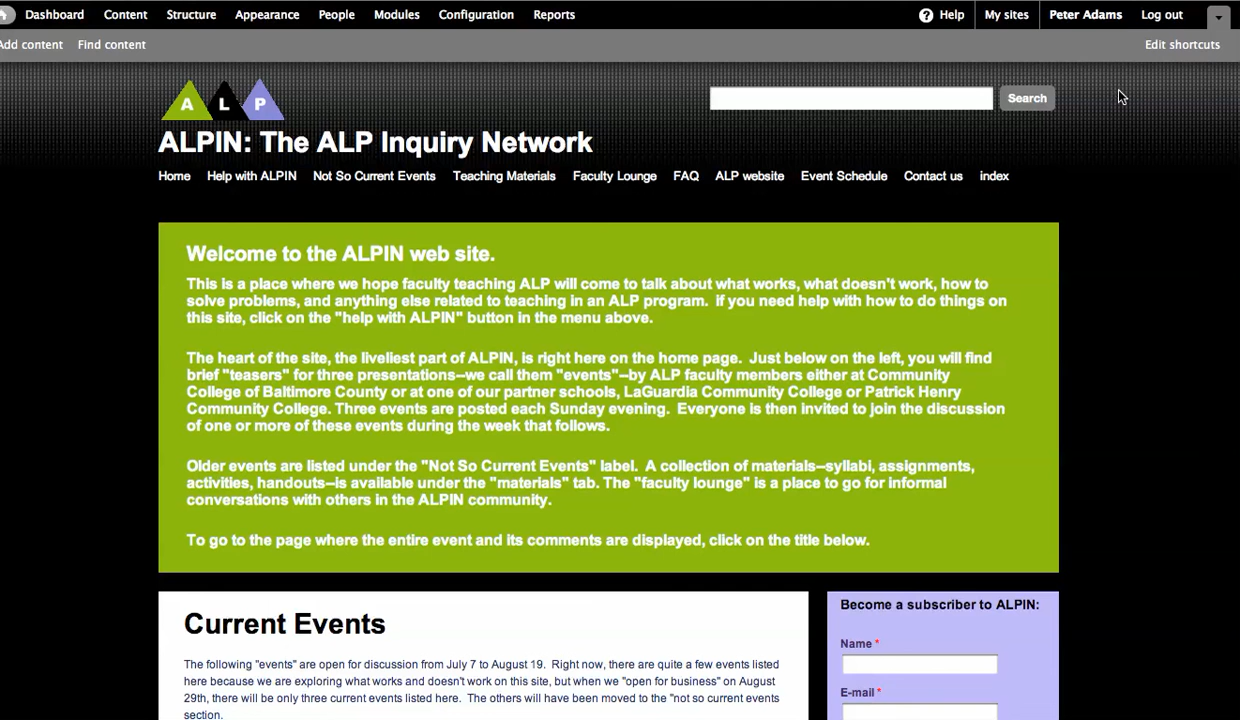 Dashboard Content Structure Appearance People Modules Configuration Reports ? Help My sites Peter Adams Log out
Add content Find content Edit shortcuts
A L P
Search
ALPIN: The ALP Inquiry Network
Home Help with ALPIN Not So Current Events Teaching Materials Faculty Lounge FAQ ALP website Event Schedule Contact us index
Welcome to the ALPIN web site.
This is a place where we hope faculty teaching ALP will come to talk about what works, what doesn't work, how to
solve problems, and anything else related to teaching in an ALP program. if you need help with how to do things on
this site, click on the "help with ALPIN" button in the menu above.
The heart of the site, the liveliest part of ALPIN, is right here on the home page. Just below on the left, you will find
brief "teasers" for three presentations--we call them "events"--by ALP faculty members either at Community
College of Baltimore County or at one of our partner schools, LaGuardia Community College or Patrick Henry
Community College. Three events are posted each Sunday evening. Everyone is then invited to join the discussion
of one or more of these events during the week that follows.
Older events are listed under the "Not So Current Events" label. A collection of materials--syllabi, assignments,
activities, handouts--is available under the "materials" tab. The "faculty lounge" is a place to go for informal
conversations with others in the ALPIN community.
To go to the page where the entire event and its comments are displayed, click on the title below.
Current Events
The following "events" are open for discussion from July 7 to August 19. Right now, there are quite a few events listed
here because we are exploring what works and doesn't work on this site, but when we "open for business" on August
29th, there will be only three current events listed here. The others will have been moved to the "not so current events
section.
Become a subscriber to ALPIN:
Name *
E-mail *